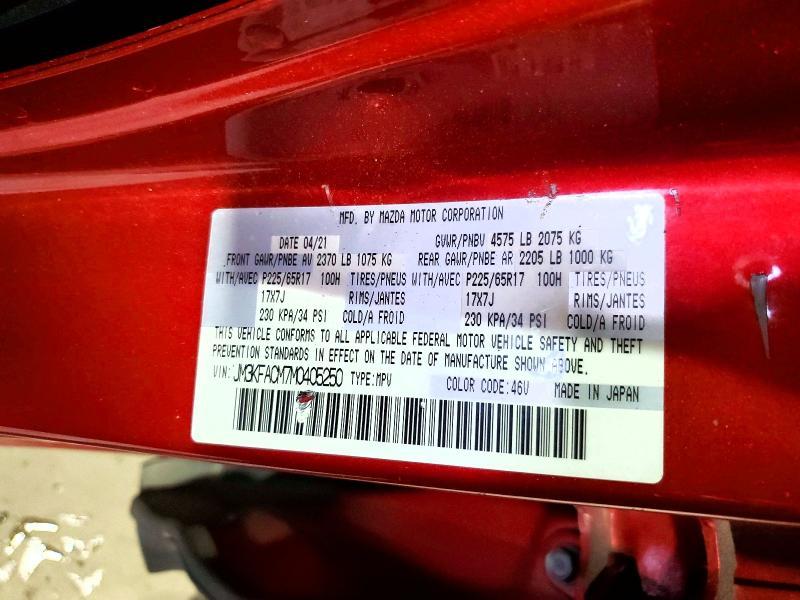 MFD. BY MAZDA MOTOR CORPORATION
DATE 04/21 GVWR/PNBV 4575 LB 2075 KG
FRONT GAWR/PNBE AV 2370 LB 1075 KG REAR GAWR/PNBE AR 2205 LB 1000 KG
WITH/AVEC P225/65R17 100H TIRES/PNEUS WITH/AVEC P225/65R17 100H TIRES/PNEUS
17X7J RIMS/JANTES 17X7J RIMS/JANTES
230 KPA/34 PSI COLD/A FROID 230 KPA/34 PSI COLD/A FROID
THIS VEHICLE CONFORMS TO ALL APPLICABLE FEDERAL MOTOR VEHICLE SAFETY AND THEFT
PREVENTION STANDARDS IN EFFECT ON THE DATE OF MANUFACTURE SHOWN ABOVE.
VIN: JM3KFACM7M0405250 TYPE:MPV COLOR CODE:46V MADE IN JAPAN